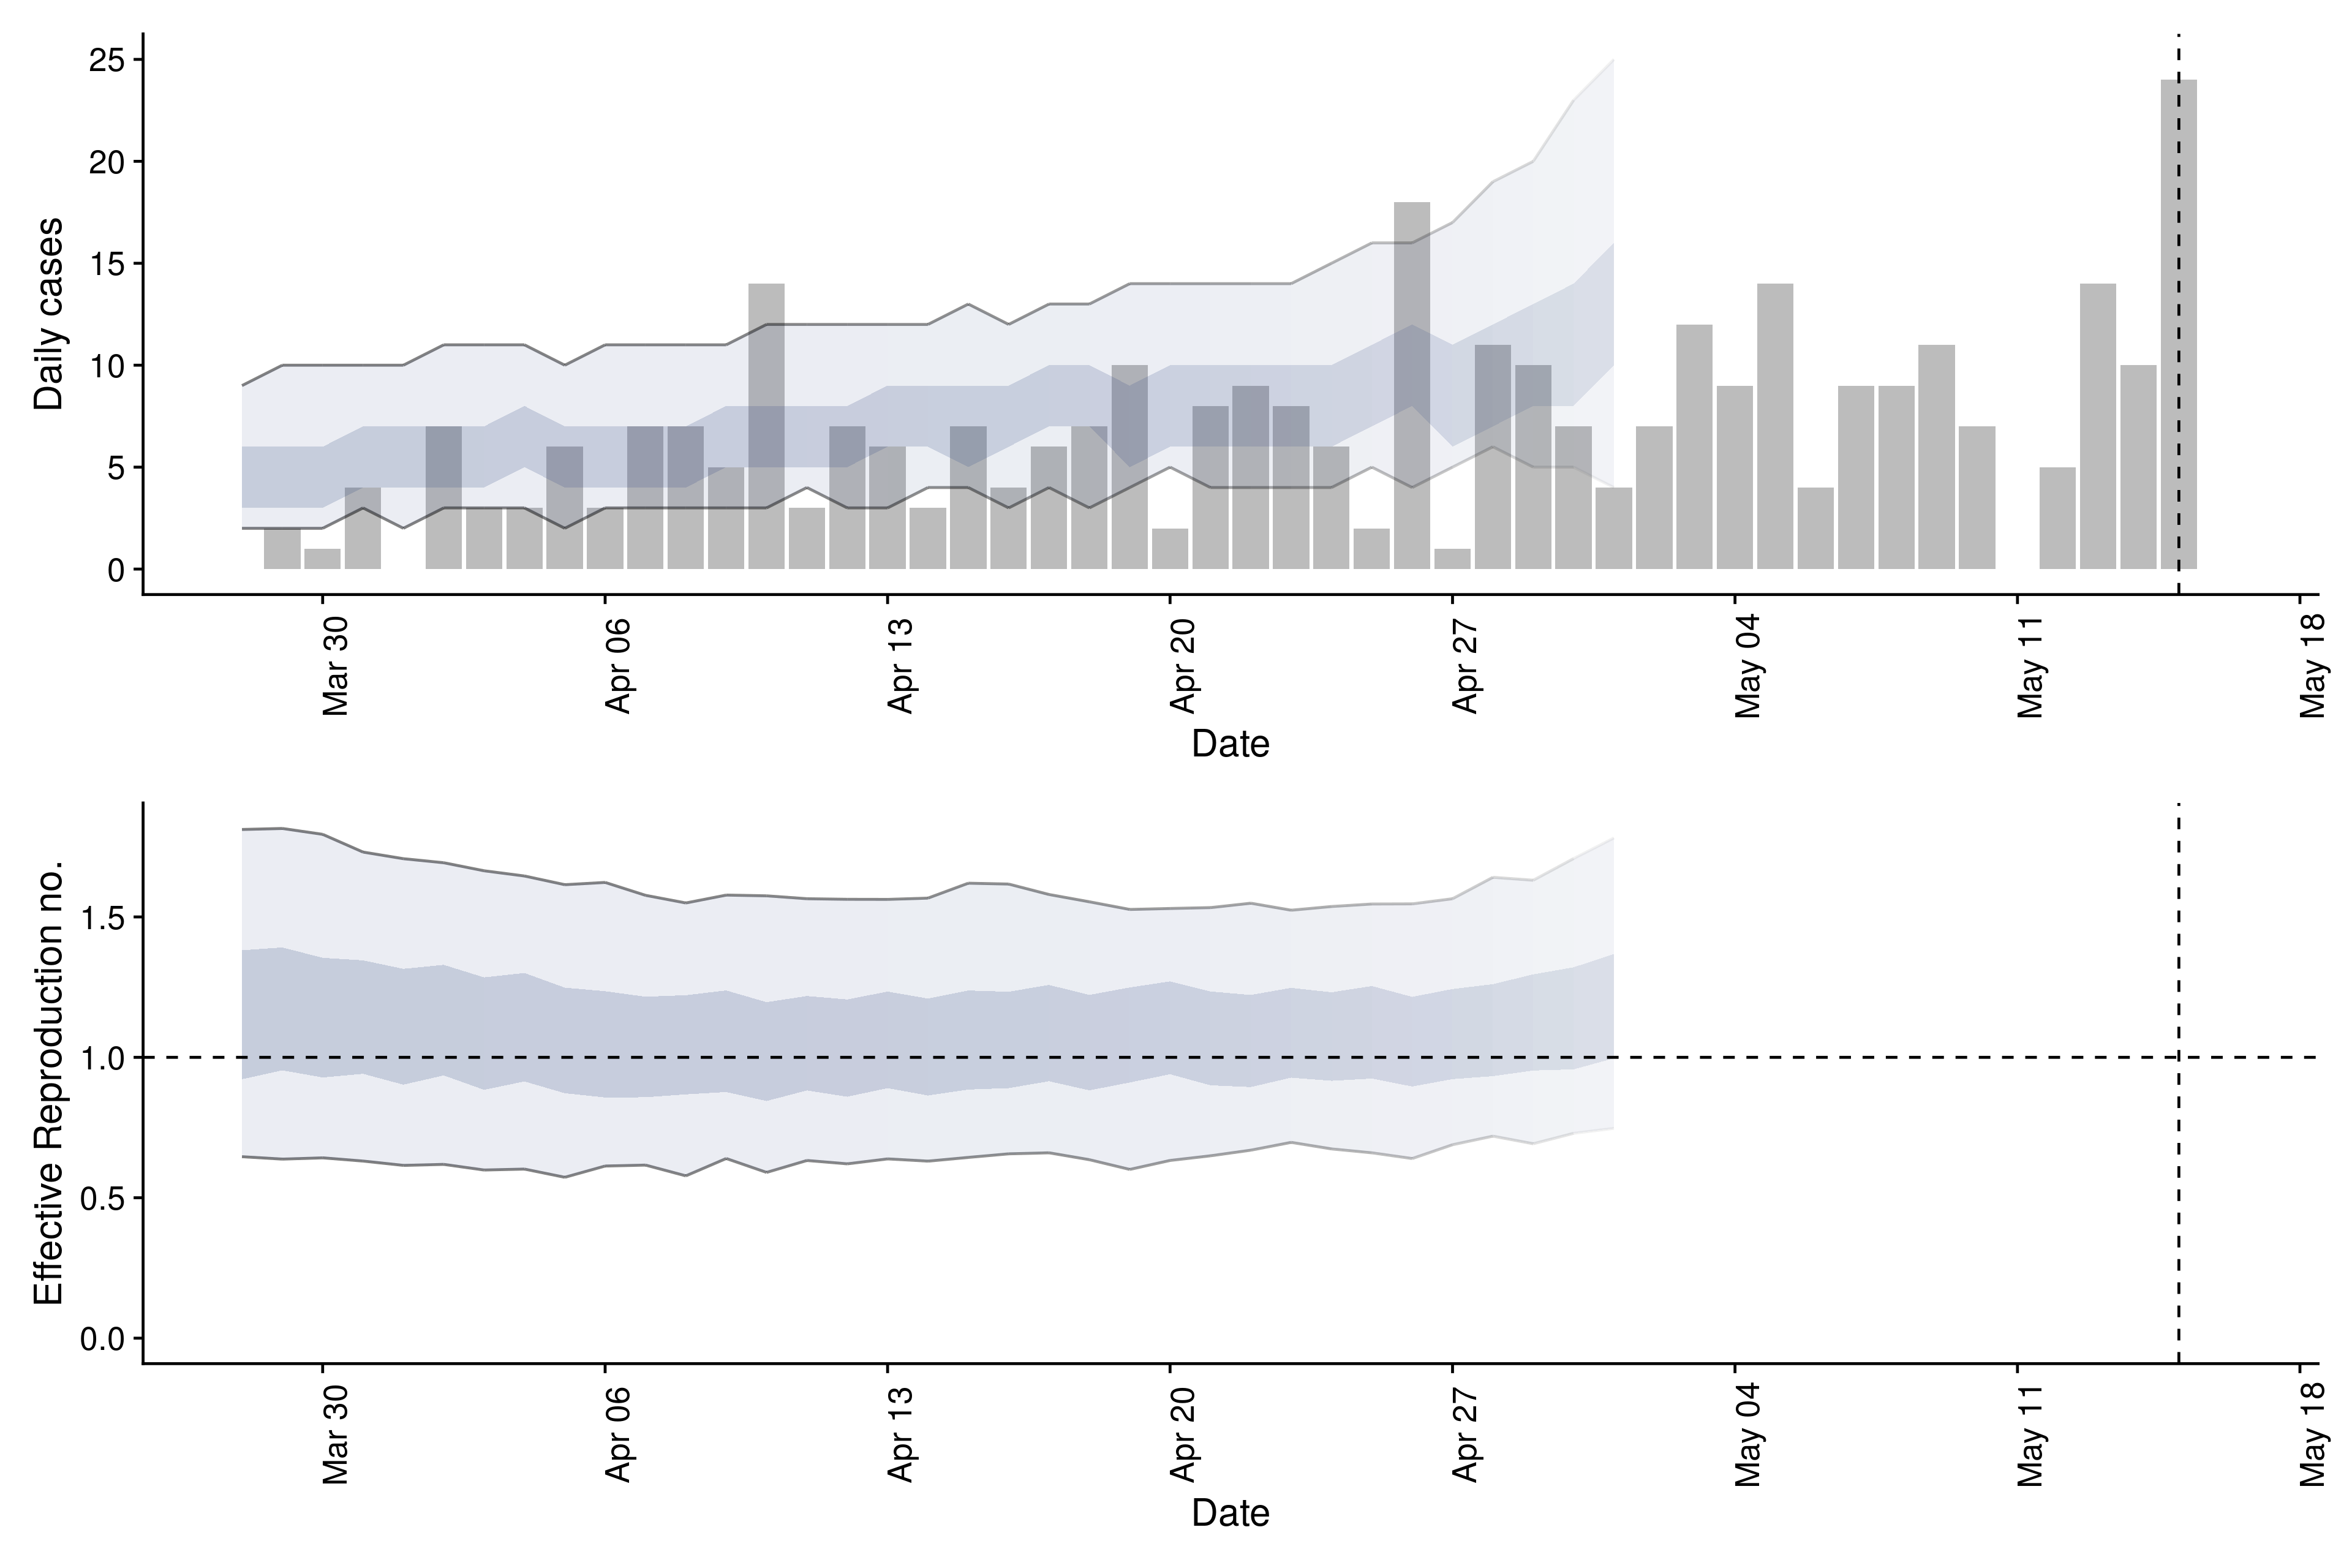 25
20
15
10
5
0
Daily cases
Mar 30
Apr 06
Apr 13
Apr 20
Apr 27
May 04
May 11
May 18
Date
1.5
1.0
0.5
0.0
Effective Reproduction no.
Mar 30
Apr 06
Apr 13
Apr 20
Apr 27
May 04
May 11
May 18
Date